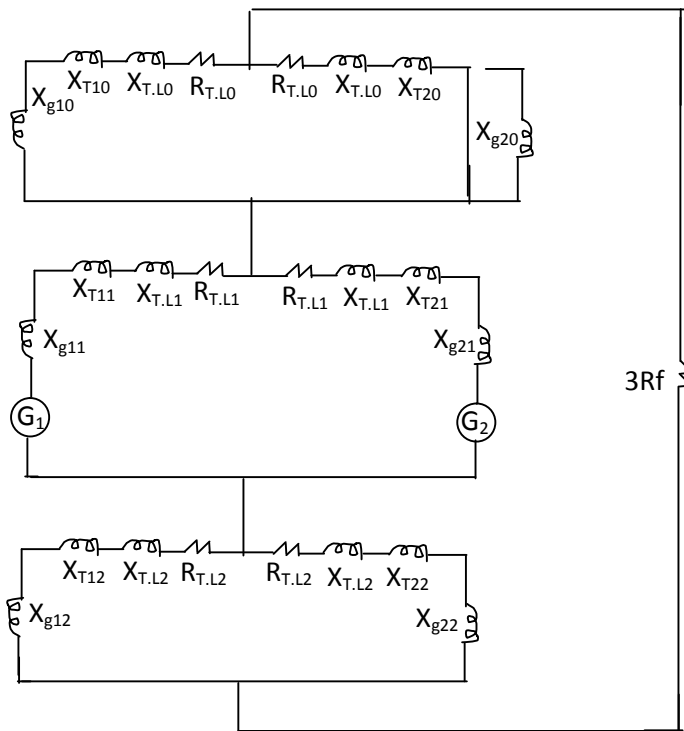 X_T10 X_T.L0 R_T.L0 R_T.L0 X_T.L0 X_T20
X_g10
X_g20
X_T11 X_T.L1 R_T.L1 R_T.L1 X_T.L1 X_T21
X_g11 X_g21
3Rf
G_1 G_2
X_T12 X_T.L2 R_T.L2 R_T.L2 X_T.L2 X_T22
X_g12 X_g22